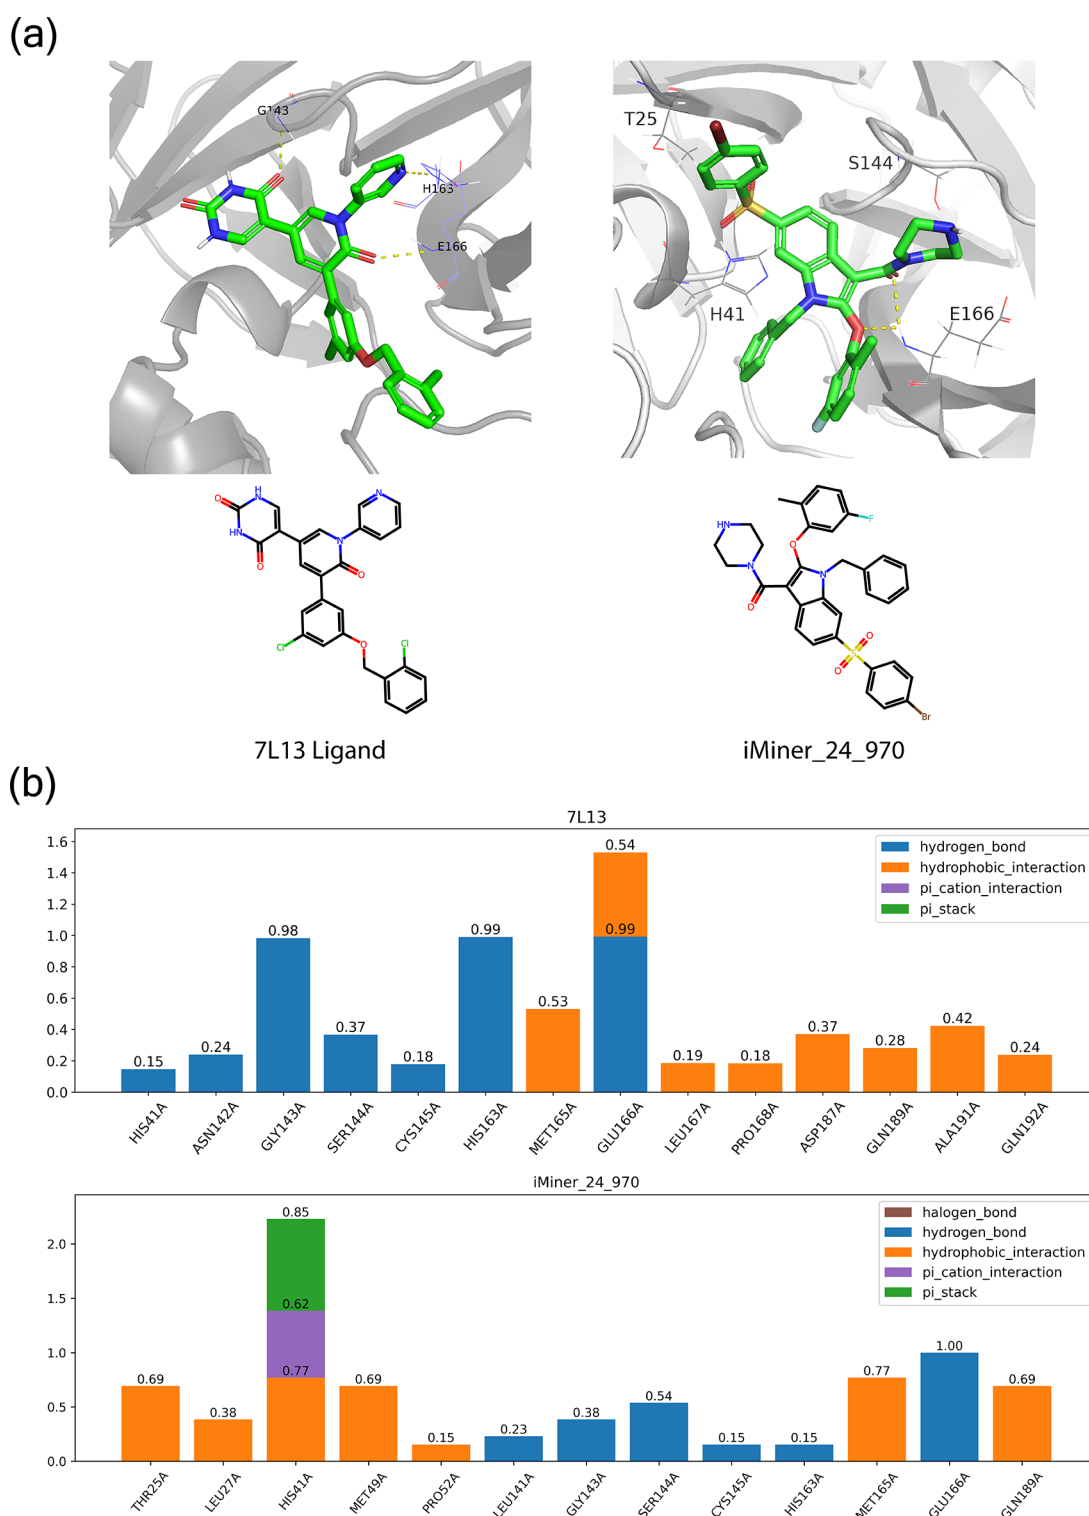 (a)
G143
H163
E166
T25
S144
H41
E166
H
N
O
HN
O
N
N
O
Cl
O
Cl
HN
N
O
O
F
N
S
O
O
Br
7L13 Ligand
iMiner_24_970
(b)
7L13
hydrogen_bond
hydrophobic_interaction
pi_cation_interaction
pi_stack
1.6
1.4
1.2
1.0
0.8
0.6
0.4
0.2
0.0
0.15
0.24
0.98
0.37
0.18
0.99
0.53
0.54
0.99
0.19
0.18
0.37
0.28
0.42
0.24
HIS41A
ASN142A
GLY143A
SER144A
CYS145A
HIS163A
MET165A
GLU166A
LEU167A
PRO168A
ASP187A
GLN189A
ALA191A
GLN192A
iMiner_24_970
halogen_bond
hydrogen_bond
hydrophobic_interaction
pi_cation_interaction
pi_stack
2.0
1.5
1.0
0.5
0.0
0.69
0.38
0.85
0.62
0.77
0.69
0.15
0.23
0.38
0.54
0.15
0.15
0.77
1.00
0.69
THR25A
LEU27A
HIS41A
MET49A
PRO52A
LEU141A
GLY143A
SER144A
CYS145A
HIS163A
MET165A
GLU166A
GLN189A